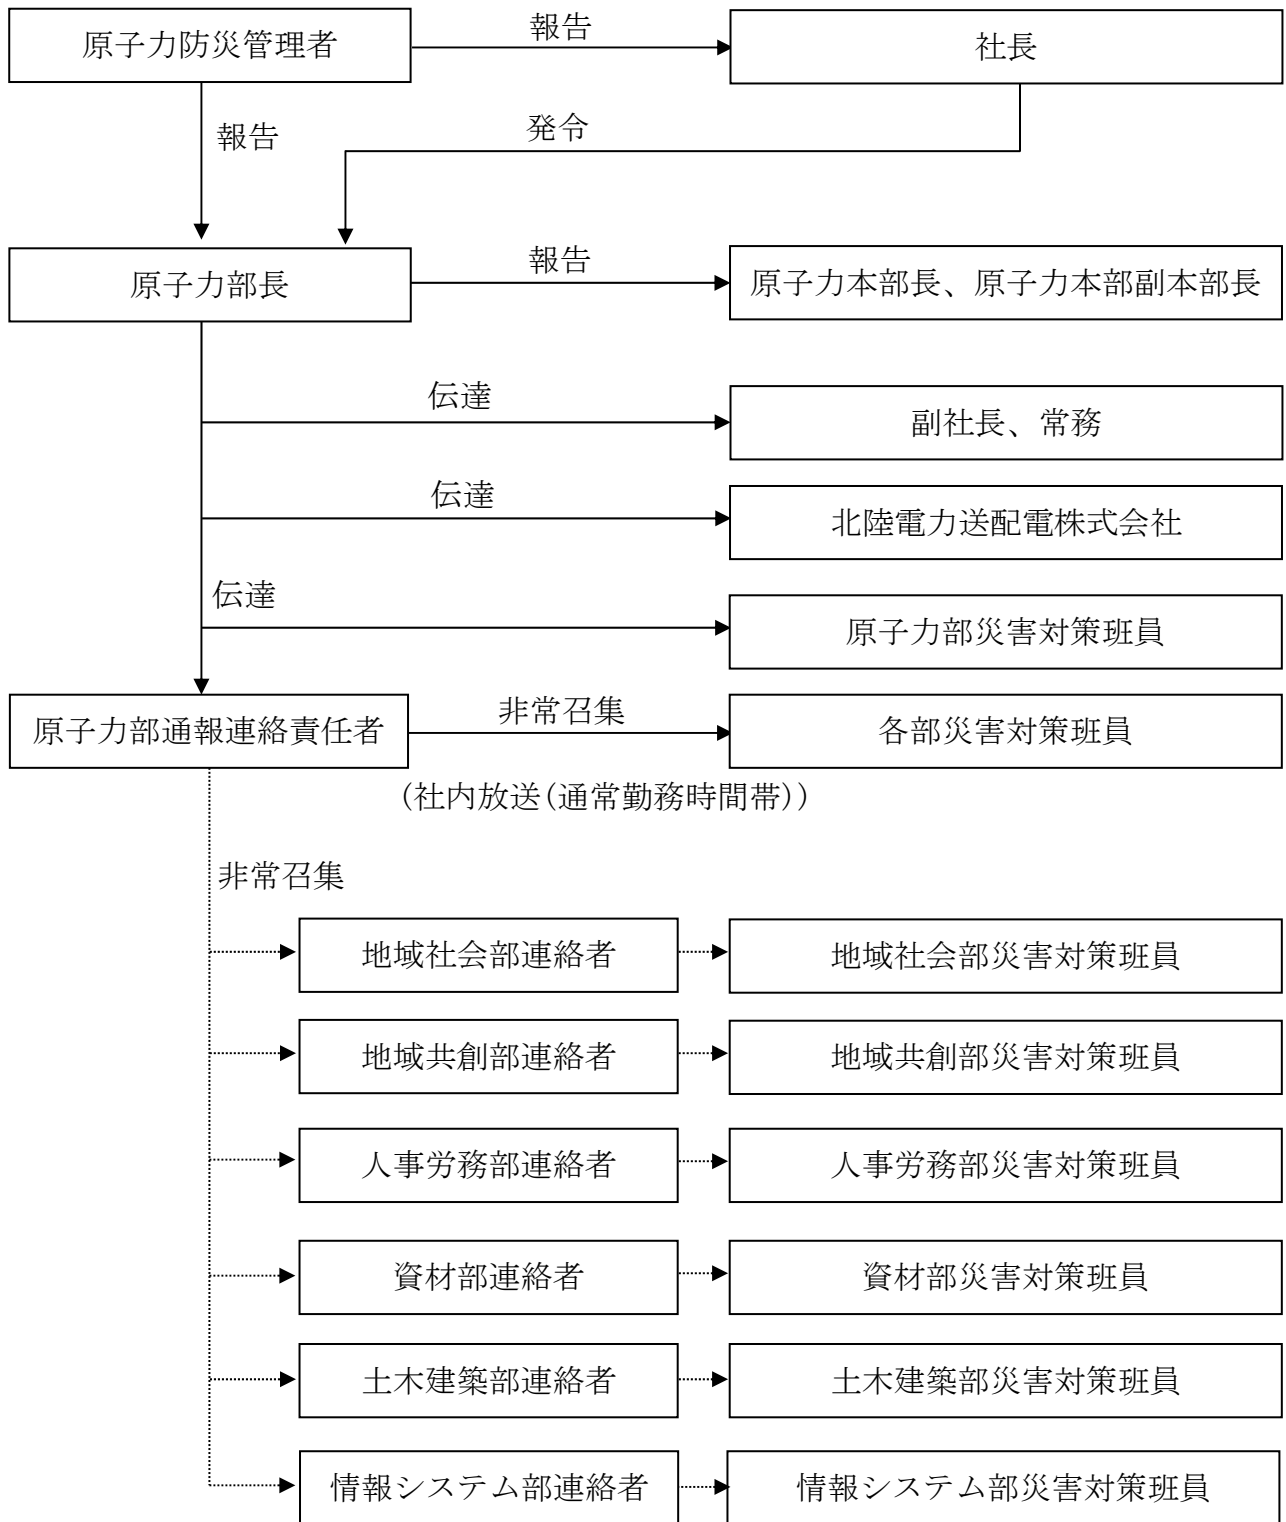 原子力防災管理者
報告
社長
報告
発令
原子力部長
報告
原子力本部長、原子力本部副本部長
伝達
副社長、常務
伝達
北陸電力送配電株式会社
伝達
原子力部災害対策班員
原子力部通報連絡責任者
非常召集
各部災害対策班員
(社内放送(通常勤務時間帯))
非常召集
地域社会部連絡者
地域社会部災害対策班員
地域共創部連絡者
地域共創部災害対策班員
人事労務部連絡者
人事労務部災害対策班員
資材部連絡者
資材部災害対策班員
土木建築部連絡者
土木建築部災害対策班員
情報システム部連絡者
情報システム部災害対策班員